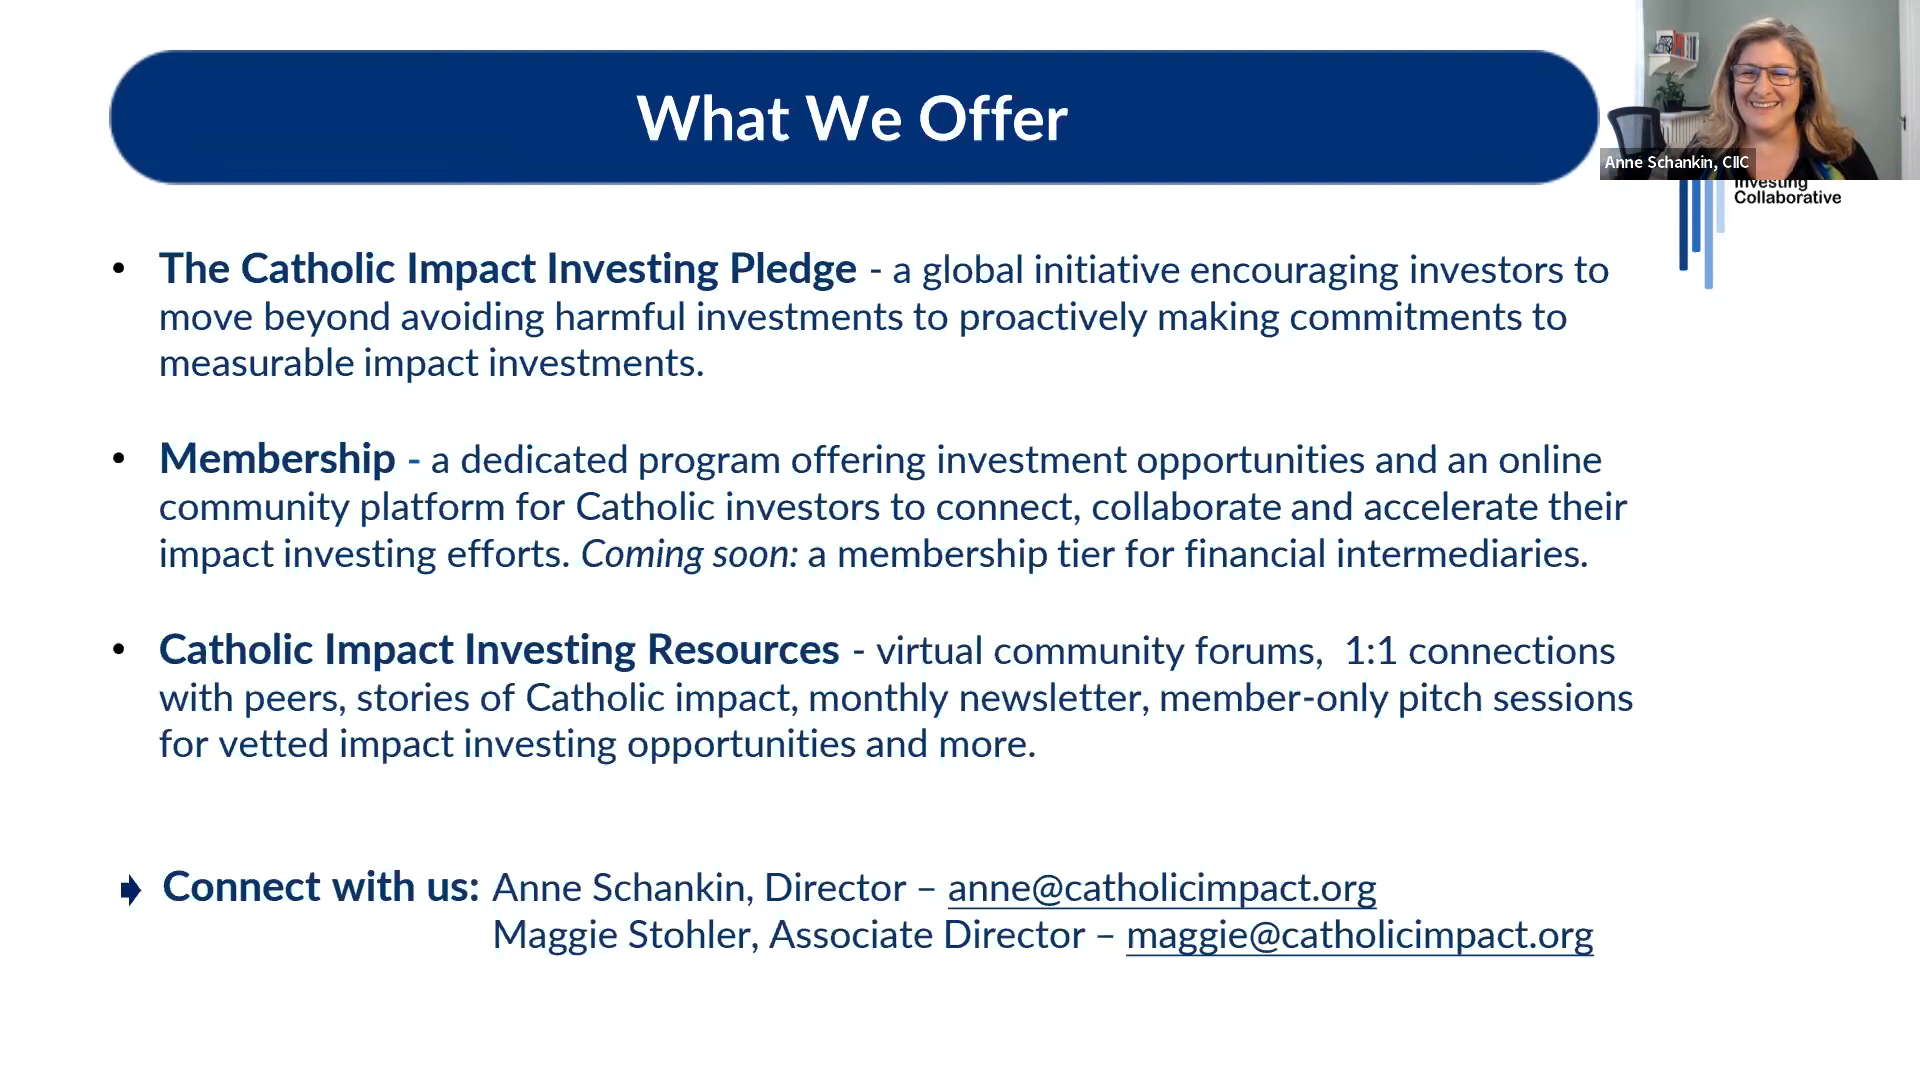 What We Offer
Anne Schankin, CIIC
Investing
Collaborative
• The Catholic Impact Investing Pledge - a global initiative encouraging investors to
move beyond avoiding harmful investments to proactively making commitments to
measurable impact investments.
• Membership - a dedicated program offering investment opportunities and an online
community platform for Catholic investors to connect, collaborate and accelerate their
impact investing efforts. Coming soon: a membership tier for financial intermediaries.
• Catholic Impact Investing Resources - virtual community forums,  1:1 connections
with peers, stories of Catholic impact, monthly newsletter, member-only pitch sessions
for vetted impact investing opportunities and more.
Connect with us: Anne Schankin, Director – anne@catholicimpact.org
Maggie Stohler, Associate Director – maggie@catholicimpact.org